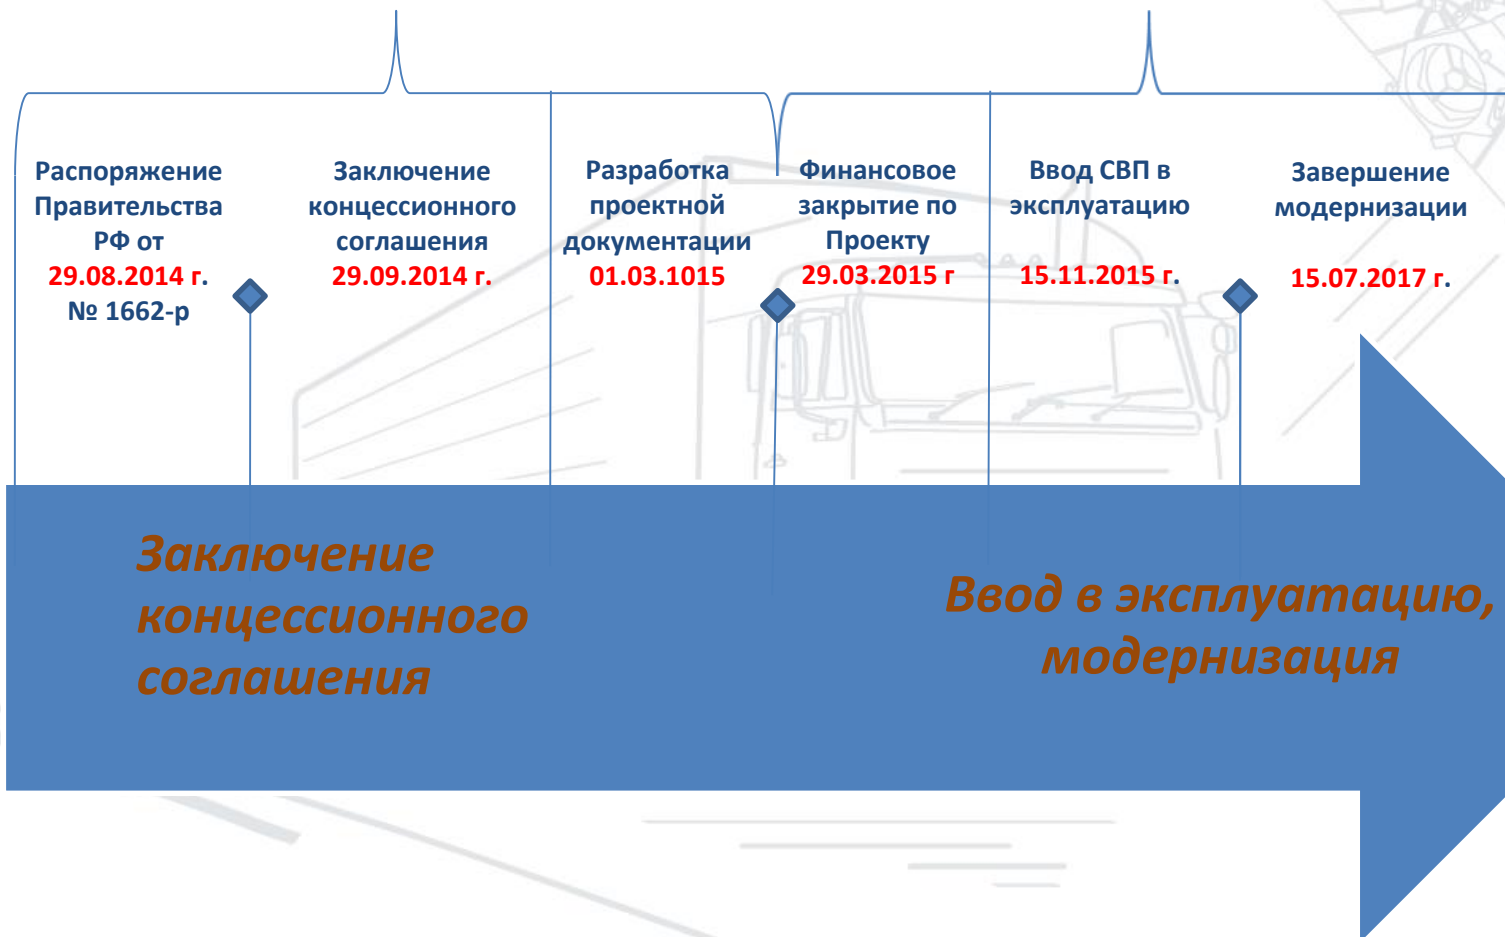 Распоряжение
Правительства
РФ от
29.08.2014 г.
№ 1662-р
Заключение
концессионного
соглашения
29.09.2014 г.
Разработка
проектной
документации
01.03.1015
Финансовое
закрытие по
Проекту
29.03.2015 г
Ввод СВП в
эксплуатацию
15.11.2015 г.
Завершение
модернизации
15.07.2017 г.
Заключение
концессионного
соглашения
Ввод в эксплуатацию,
модернизация